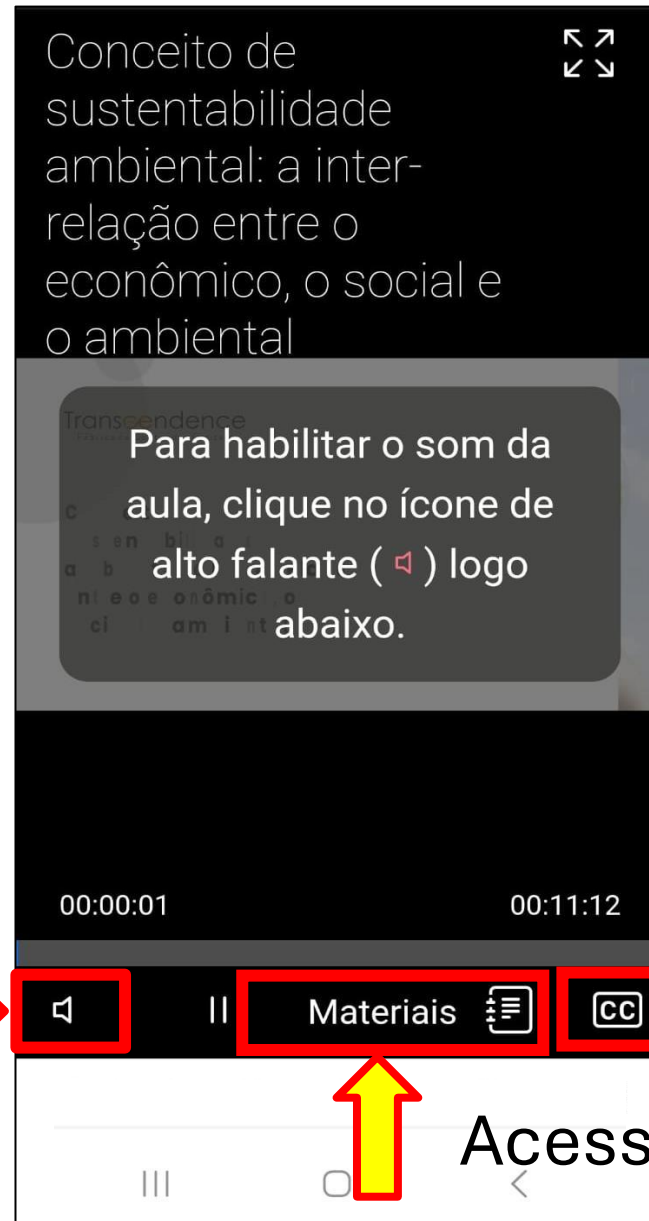 Conceito de
sustentabilidade
ambiental: a inter-
relação entre o
econômico, o social e
o ambiental
Transcendence
Para habilitar o som da
aula, clique no ícone de
alto falante ( ) logo
abaixo.
00:00:01 00:11:12
Materiais CC
Acess